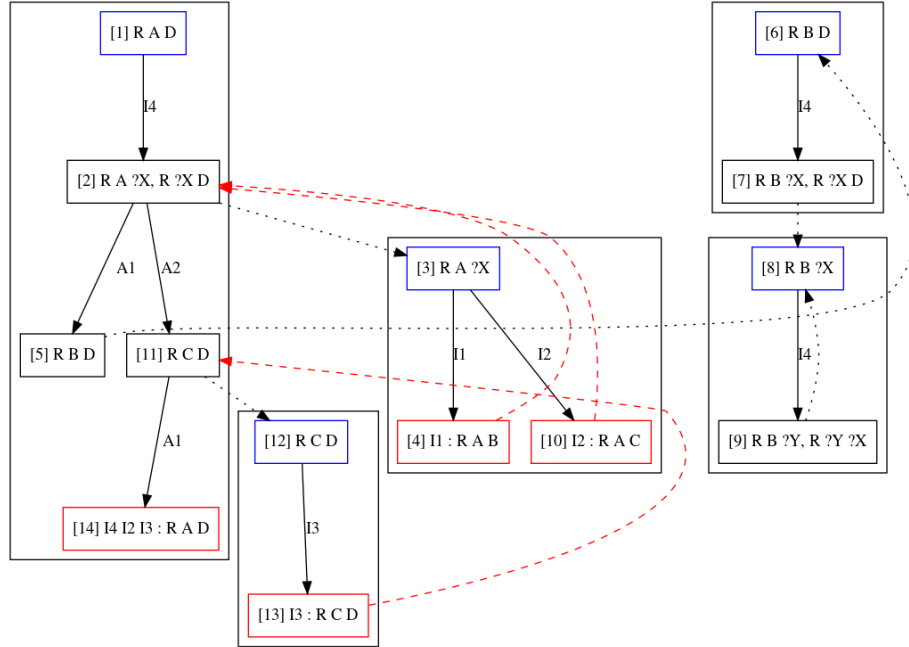 [1] R A D
[6] R B D
I4
I4
[2] R A ?X, R ?X D
[7] R B ?X, R ?X D
A1
A2
[3] R A ?X
[8] R B ?X
[5] R B D
[11] R C D
I1
I2
I4
A1
[12] R C D
[4] I1 : R A B
[10] I2 : R A C
[9] R B ?Y, R ?Y ?X
[14] I4 I2 I3 : R A D
I3
[13] I3 : R C D